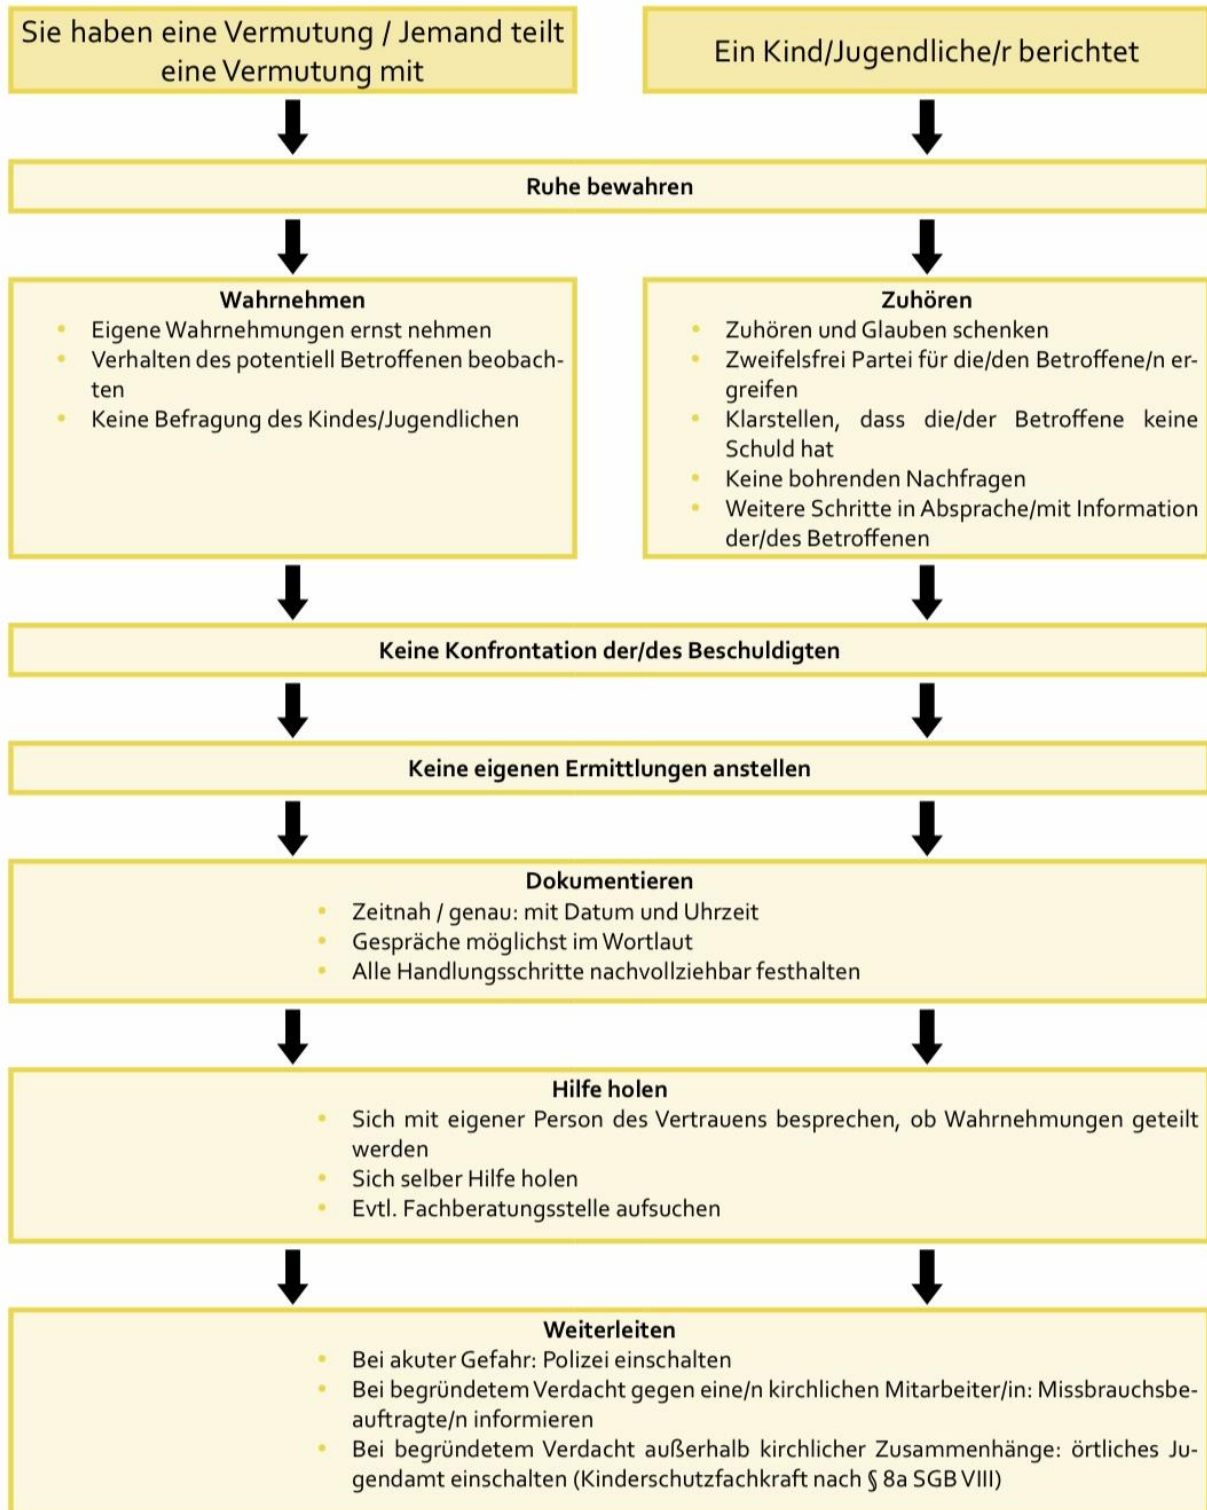 Sie haben eine Vermutung / Jemand teilt
eine Vermutung mit
Ein Kind/Jugendliche/r berichtet
Ruhe bewahren
Wahrnehmen
• Eigene Wahrnehmungen ernst nehmen
• Verhalten des potentiell Betroffenen beobach-
ten
• Keine Befragung des Kindes/Jugendlichen
Zuhören
• Zuhören und Glauben schenken
• Zweifelsfrei Partei für die/den Betroffene/n er-
greifen
• Klarstellen, dass die/der Betroffene keine
Schuld hat
• Keine bohrenden Nachfragen
• Weitere Schritte in Absprache/mit Information
der/des Betroffenen
Keine Konfrontation der/des Beschuldigten
Keine eigenen Ermittlungen anstellen
Dokumentieren
• Zeitnah / genau: mit Datum und Uhrzeit
• Gespräche möglichst im Wortlaut
• Alle Handlungsschritte nachvollziehbar festhalten
Hilfe holen
• Sich mit eigener Person des Vertrauens besprechen, ob Wahrnehmungen geteilt
werden
• Sich selber Hilfe holen
• Evtl. Fachberatungsstelle aufsuchen
Weiterleiten
• Bei akuter Gefahr: Polizei einschalten
• Bei begründetem Verdacht gegen eine/n kirchlichen Mitarbeiter/in: Missbrauchsbe-
auftragte/n informieren
• Bei begründetem Verdacht außerhalb kirchlicher Zusammenhänge: örtliches Ju-
gendamt einschalten (Kinderschutzfachkraft nach § 8a SGB VIII)